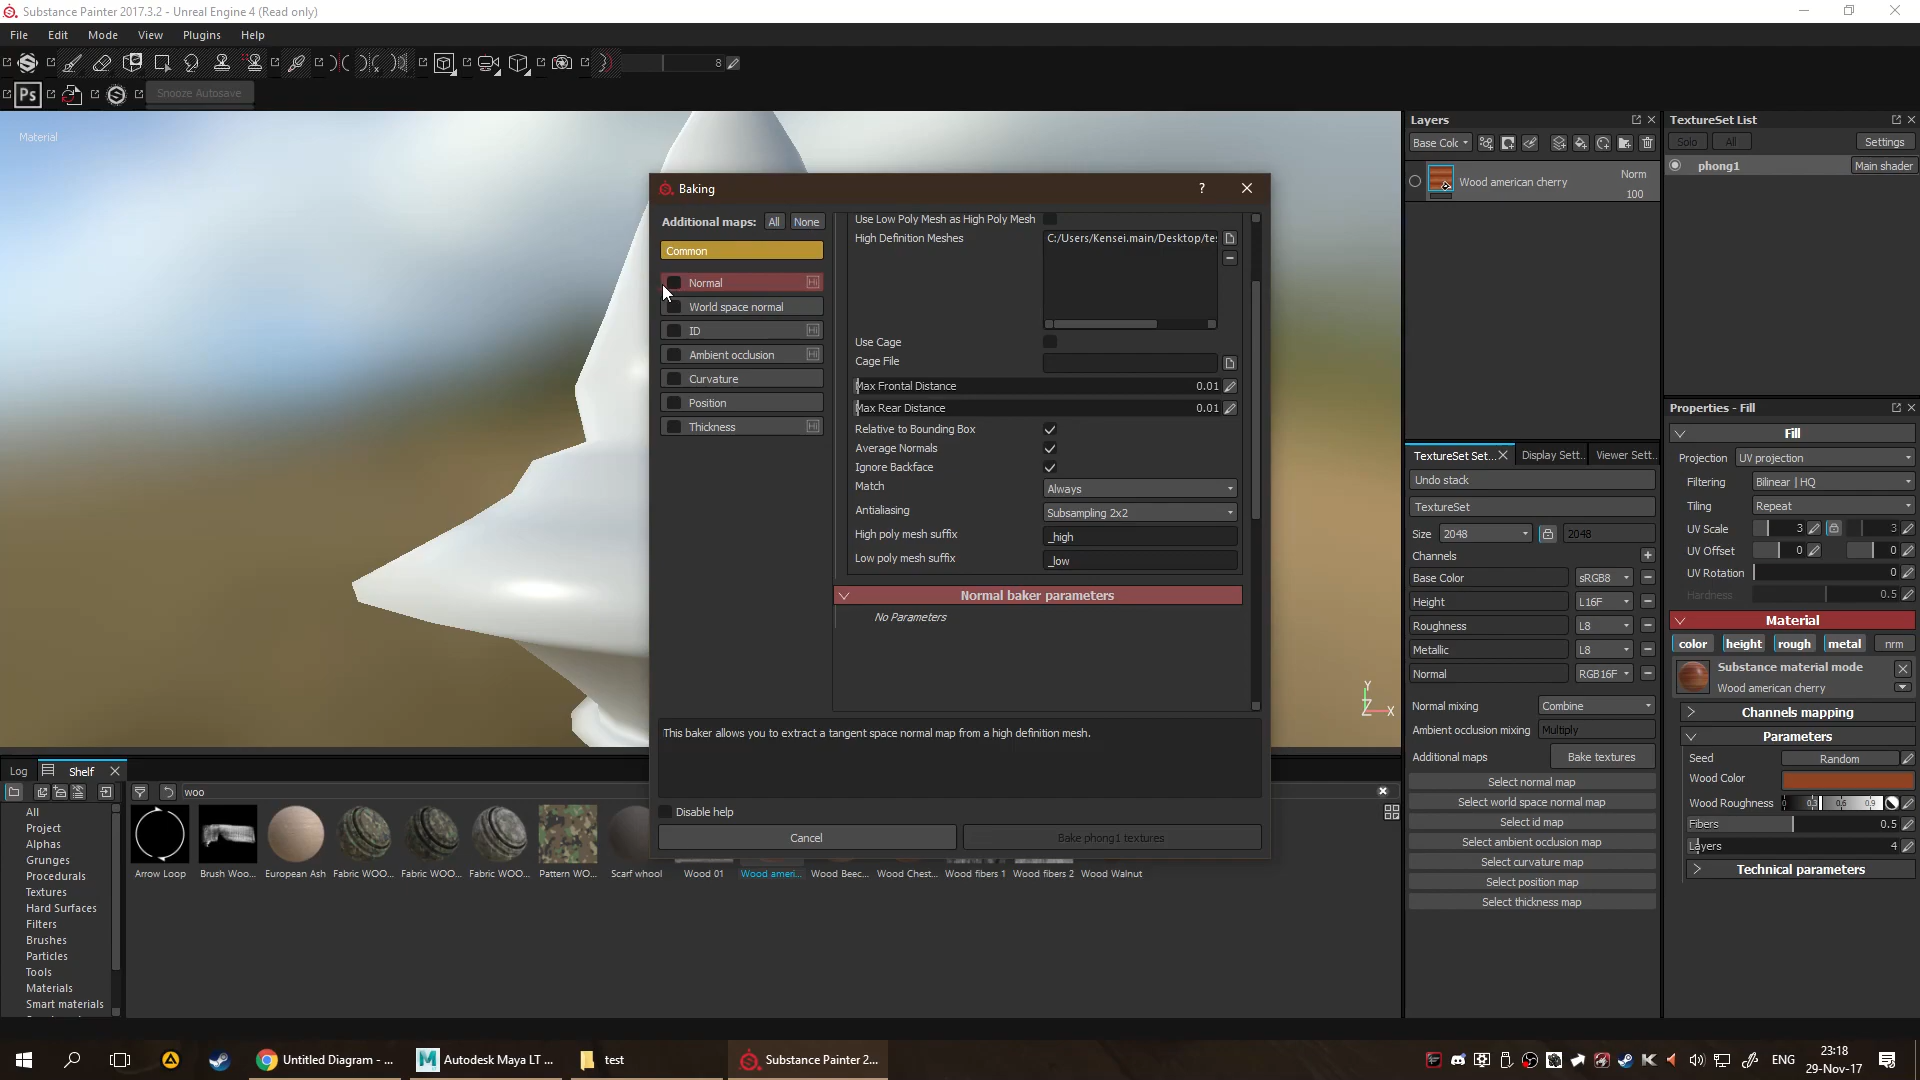 Substance Painter 2017.3.2 - Unreal Engine 4 (Read only)
File Edit Mode View Plugins Help
8
Ps Snooze Autosave
Material
Baking ?
Additional maps: All None
Common
Normal Hi
World space normal
ID Hi
Ambient occlusion Hi
Curvature
Position
Thickness Hi
Use Low Poly Mesh as High Poly Mesh
High Definition Meshes C:/Users/Kensei.main/Desktop/te
Use Cage
Cage File
Max Frontal Distance 0.01
Max Rear Distance 0.01
Relative to Bounding Box
Average Normals
Ignore Backface
Match Always
Antialiasing Subsampling 2x2
High poly mesh suffix _high
Low poly mesh suffix _low
Normal baker parameters
No Parameters
This baker allows you to extract a tangent space normal map from a high definition mesh.
Disable help
Cancel Bake phong1 textures
Y
Z X
Layers
Base Colc
Wood american cherry Norm
100
TextureSet List
Solo All Settings
phong1 Main shader
TextureSet Set... Display Sett... Viewer Sett...
Undo stack
TextureSet
Size 2048 2048
Channels
Base Color sRGB8
Height L16F
Roughness L8
Metallic L8
Normal RGB16F
Normal mixing Combine
Ambient occlusion mixing Multiply
Additional maps Bake textures
Select normal map
Select world space normal map
Select id map
Select ambient occlusion map
Select curvature map
Select position map
Select thickness map
Properties - Fill
Fill
Projection UV projection
Filtering Bilinear | HQ
Tiling Repeat
UV Scale 3 3
UV Offset 0 0
UV Rotation 0
Hardness 0.5
Material
color height rough metal nrm
Substance material mode
Wood american cherry
Channels mapping
Parameters
Seed Random
Wood Color
Wood Roughness 0 0.3 0.6 0.9
Fibers 0.5
Layers 4
Technical parameters
Log Shelf
woo
All
Project
Alphas
Grunges
Procedurals
Textures
Hard Surfaces
Filters
Brushes
Particles
Tools
Materials
Smart materials
Arrow Loop Brush Woo... European Ash Fabric WOO... Fabric WOO... Fabric WOO... Pattern WO... Scarf whool Wood 01 Wood ameri... Wood Beec... Wood Chest... Wood fibers 1 Wood fibers 2 Wood Walnut
Untitled Diagram - ... Autodesk Maya LT ... test Substance Painter 2...
ENG 23:18
29-Nov-17